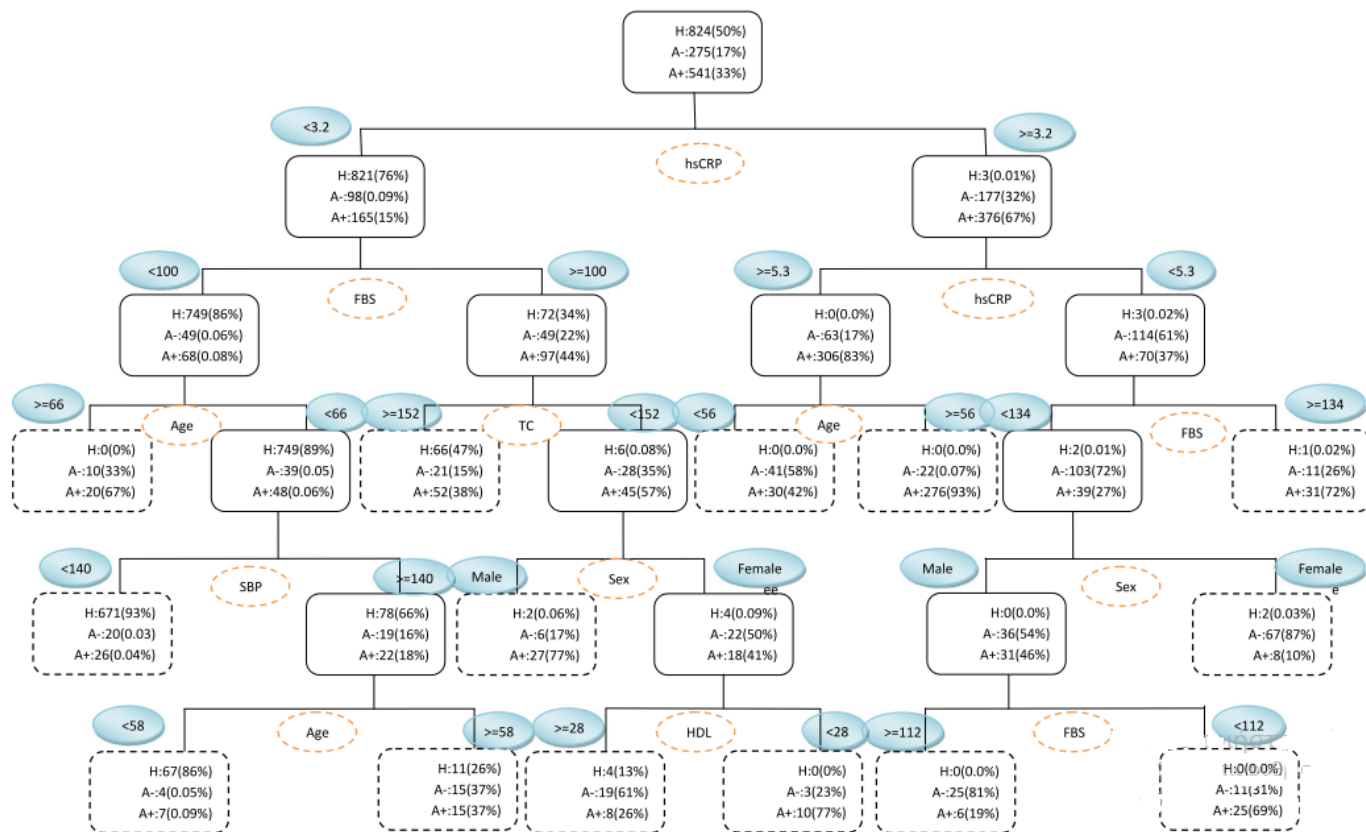 H:824(50%)
A-:275(17%)
A+:541(33%)
<3.2
>=3.2
hsCRP
H:821(76%)
A-:98(0.09%)
A+:165(15%)
H:3(0.01%)
A-:177(32%)
A+:376(67%)
<100
>=100
>=5.3
<5.3
FBS
hsCRP
H:749(86%)
A-:49(0.06%)
A+:68(0.08%)
H:72(34%)
A-:49(22%)
A+:97(44%)
H:0(0.0%)
A-:63(17%)
A+:306(83%)
H:3(0.02%)
A-:114(61%)
A+:70(37%)
>=66
<66
>=152
<152
<56
>=56
<134
>=134
Age
TC
Age
FBS
H:0(0%)
A-:10(33%)
A+:20(67%)
H:749(89%)
A-:39(0.05)
A+:48(0.06%)
H:66(47%)
A-:21(15%)
A+:52(38%)
H:6(0.08%)
A-:28(35%)
A+:45(57%)
H:0(0.0%)
A-:41(58%)
A+:30(42%)
H:0(0.0%)
A-:22(0.07%)
A+:276(93%)
H:2(0.01%)
A-:103(72%)
A+:39(27%)
H:1(0.02%)
A-:11(26%)
A+:31(72%)
<140
>=140
Male
Female
ee
Male
Female
e
SBP
Sex
Sex
H:671(93%)
A-:20(0.03)
A+:26(0.04%)
H:78(66%)
A-:19(16%)
A+:22(18%)
H:2(0.06%)
A-:6(17%)
A+:27(77%)
H:4(0.09%)
A-:22(50%)
A+:18(41%)
H:0(0.0%)
A-:36(54%)
A+:31(46%)
H:2(0.03%)
A-:67(87%)
A+:8(10%)
<58
>=58
>=28
<28
>=112
<112
Age
HDL
FBS
H:67(86%)
A-:4(0.05%)
A+:7(0.09%)
H:11(26%)
A-:15(37%)
A+:15(37%)
H:4(13%)
A-:19(61%)
A+:8(26%)
H:0(0%)
A-:3(23%)
A+:10(77%)
H:0(0.0%)
A-:25(81%)
A+:6(19%)
H:0(0.0%)
A-:11(31%)
A+:25(69%)